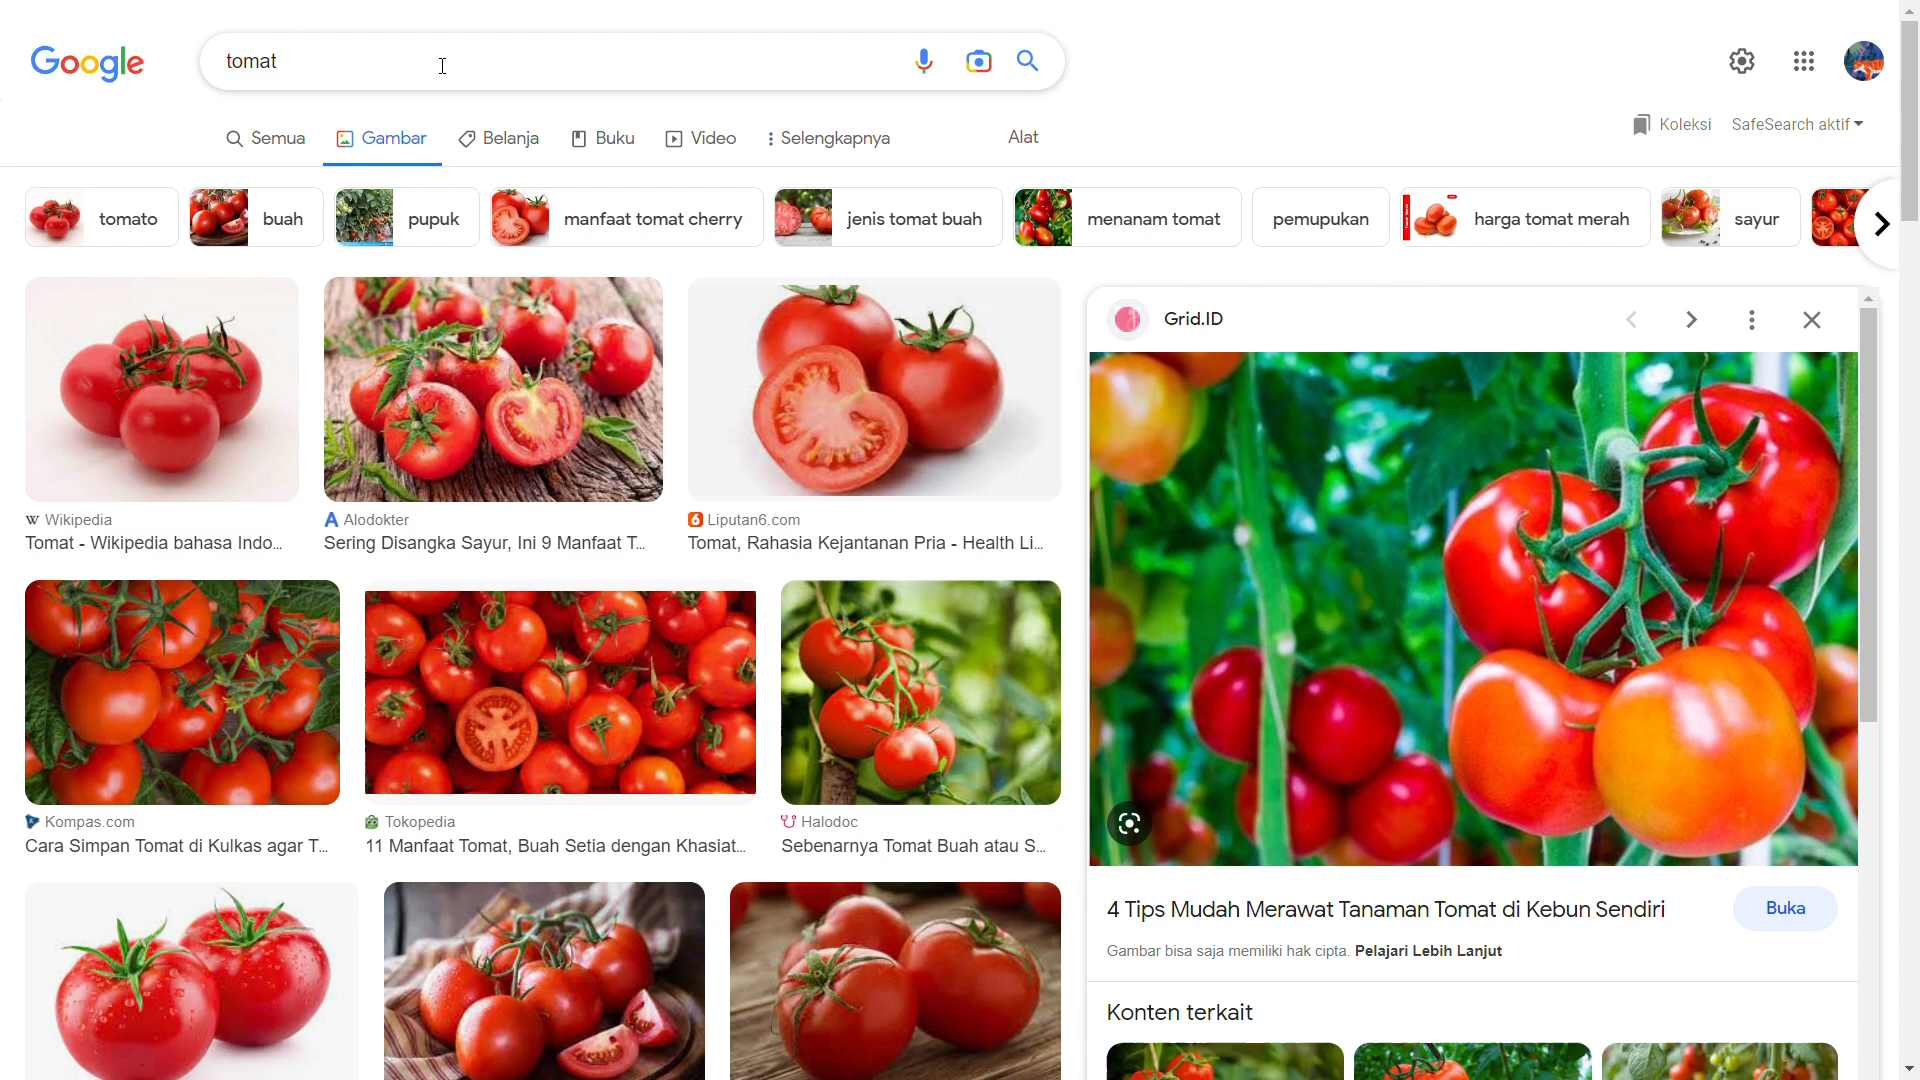 Google
tomat
Semua
Gambar
Belanja
Buku
Video
Selengkapnya
Alat
Koleksi
SafeSearch aktif
tomato
buah
pupuk
manfaat tomat cherry
jenis tomat buah
menanam tomat
pemupukan
harga tomat merah
sayur
Wikipedia
Tomat - Wikipedia bahasa Indo...
Alodokter
Sering Disangka Sayur, Ini 9 Manfaat T...
Liputan6.com
Tomat, Rahasia Kejantanan Pria - Health Li...
Kompas.com
Cara Simpan Tomat di Kulkas agar T...
Tokopedia
11 Manfaat Tomat, Buah Setia dengan Khasiat...
Halodoc
Sebenarnya Tomat Buah atau S...
Grid.ID
4 Tips Mudah Merawat Tanaman Tomat di Kebun Sendiri
Buka
Gambar bisa saja memiliki hak cipta. Pelajari Lebih Lanjut
Konten terkait